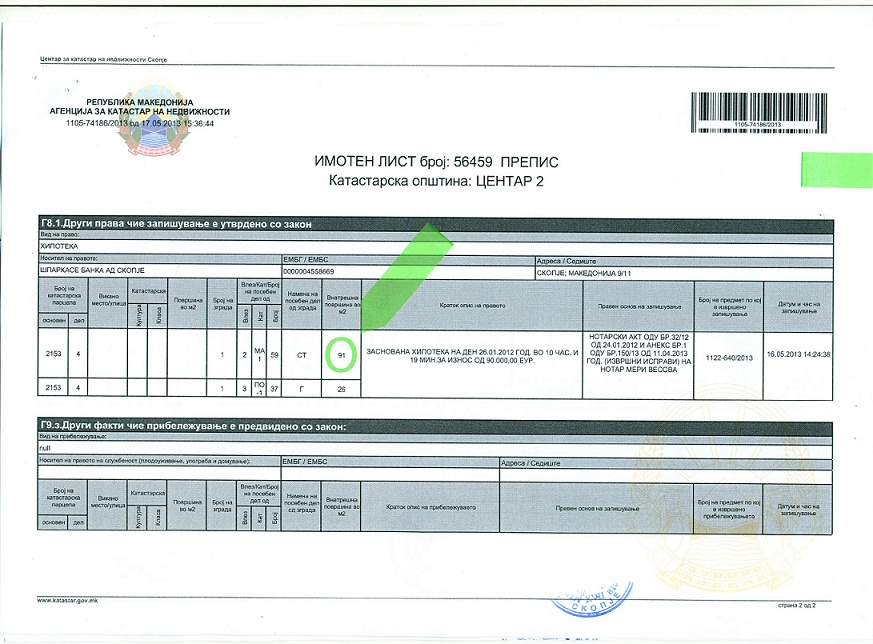 Центар за катастар на недвижности Скопје
РЕПУБЛИКА МАКЕДОНИЈА
АГЕНЦИЈА ЗА КАТАСТАР НА НЕДВИЖНОСТИ
1105-74186/2013 од 17.05.2013 15:36:44
1105-74186/2013
ИМОТЕН ЛИСТ број: 56459 ПРЕПИС
Катастарска општина: ЦЕНТАР 2
Г8.1.Други права чие запишување е утврдено со закон
Вид на право:
ХИПОТЕКА
Носител на правото: ЕМБГ / ЕМБС Адреса / Седиште
ШПАРКАСЕ БАНКА АД СКОПЈЕ 0000004558669 СКОПЈЕ; МАКЕДОНИЈА 9/11
Број на катастарска парцела Викано место/улица Катастарска Површина во м2 Број на зграда Влез/Кат/Број на посебен дел од Намена на посебен дел од зграда Внатрешна површина во м2 Краток опис на правото Правен основ на запишување Број на предмет по кој е извршено запишување Датум и час на запишување
основен дел Култура Класа Влез Кат Број
2153 4 1 2 МА 1 59 СТ 91 ЗАСНОВАНА ХИПОТЕКА НА ДЕН 26.01.2012 ГОД. ВО 10 ЧАС. И 19 МИН.ЗА ИЗНОС ОД 90.000,00 ЕУР. НОТАРСКИ АКТ ОДУ БР.32/12 ОД 24.01.2012 И АНЕКС БР.1 ОДУ БР.150/13 ОД 11.04.2013 ГОД. (ИЗВРШНИ ИСПРАВИ) НА НОТАР МЕРИ ВЕСОВА 1122-640/2013 16.05.2013 14:24:38
2153 4 1 3 ПО -1 37 Г 26
Г9.з.Други факти чие прибележување е предвидено со закон:
Вид на прибележување:
null
Носител на правото на службеност (плодоуживање, употреба и домување): ЕМБГ / ЕМБС Адреса / Седиште
Број на катастарска парцела Викано место/улица Катастарска Површина во м2 Број на зграда Влез/Кат/Број на посебен дел од Намена на посебен дел од зграда Внатрешна површина во м2 Краток опис на прибележувањето Правен основ на запишување Број на предмет по кој е извршено прибележувањето Датум и час на запишување
основен дел Култура Класа Влез Кат Број
www.katastar.gov.mk
СКОПЈЕ
страна 2 од 2